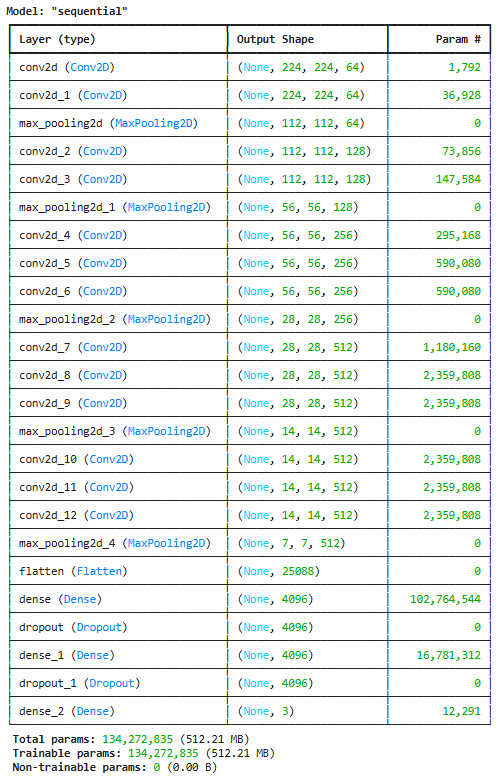 Model: "sequential"
Layer (type) Output Shape Param #
conv2d (Conv2D) (None, 224, 224, 64) 1,792
conv2d_1 (Conv2D) (None, 224, 224, 64) 36,928
max_pooling2d (MaxPooling2D) (None, 112, 112, 64) 0
conv2d_2 (Conv2D) (None, 112, 112, 128) 73,856
conv2d_3 (Conv2D) (None, 112, 112, 128) 147,584
max_pooling2d_1 (MaxPooling2D) (None, 56, 56, 128) 0
conv2d_4 (Conv2D) (None, 56, 56, 256) 295,168
conv2d_5 (Conv2D) (None, 56, 56, 256) 590,080
conv2d_6 (Conv2D) (None, 56, 56, 256) 590,080
max_pooling2d_2 (MaxPooling2D) (None, 28, 28, 256) 0
conv2d_7 (Conv2D) (None, 28, 28, 512) 1,180,160
conv2d_8 (Conv2D) (None, 28, 28, 512) 2,359,808
conv2d_9 (Conv2D) (None, 28, 28, 512) 2,359,808
max_pooling2d_3 (MaxPooling2D) (None, 14, 14, 512) 0
conv2d_10 (Conv2D) (None, 14, 14, 512) 2,359,808
conv2d_11 (Conv2D) (None, 14, 14, 512) 2,359,808
conv2d_12 (Conv2D) (None, 14, 14, 512) 2,359,808
max_pooling2d_4 (MaxPooling2D) (None, 7, 7, 512) 0
flatten (Flatten) (None, 25088) 0
dense (Dense) (None, 4096) 102,764,544
dropout (Dropout) (None, 4096) 0
dense_1 (Dense) (None, 4096) 16,781,312
dropout_1 (Dropout) (None, 4096) 0
dense_2 (Dense) (None, 3) 12,291
Total params: 134,272,835 (512.21 MB)
Trainable params: 134,272,835 (512.21 MB)
Non-trainable params: 0 (0.00 B)